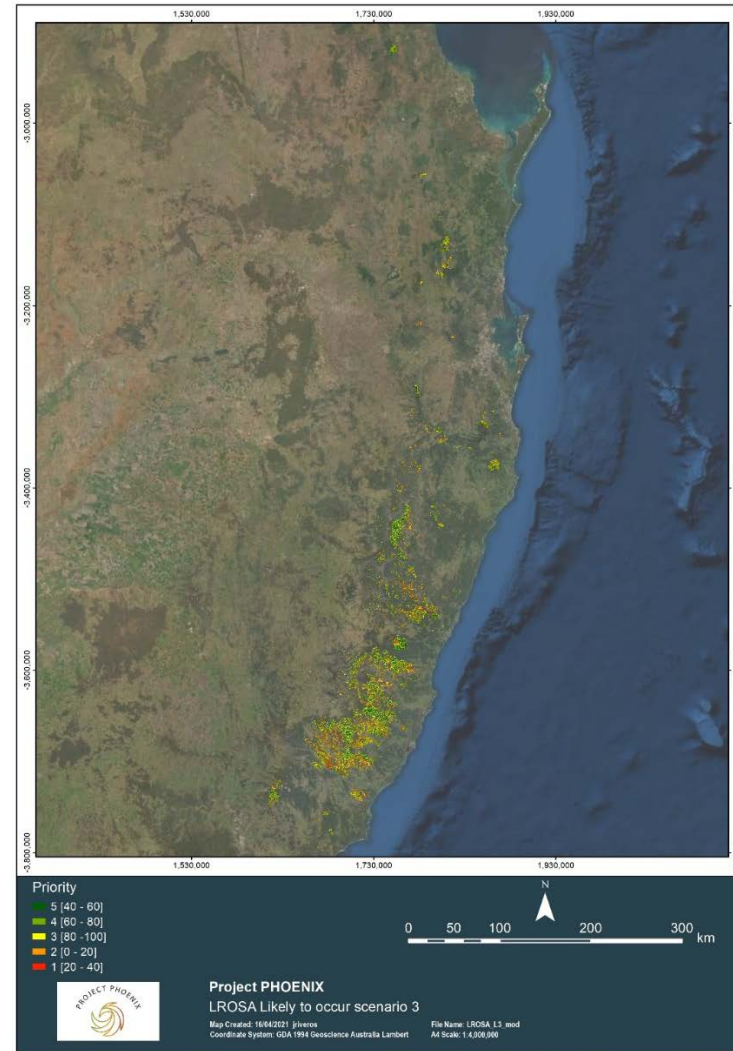 1,530,000 1,730,000 1,930,000
-3,000,000
-3,200,000
-3,400,000
-3,600,000
-3,800,000
1,530,000 1,730,000 1,930,000
Priority
5 [40 - 60]
4 [60 - 80]
3 [80 -100]
2 [0 - 20]
1 [20 - 40]
N
0 50 100 200 300
km
PROJECT PHOENIX
Project PHOENIX
LROSA Likely to occur scenario 3
Map Created: 16/04/2021 jriveros File Name: LROSA_L3_mod
Coordinate System: GDA 1994 Geoscience Australia Lambert A4 Scale: 1:4,000,000